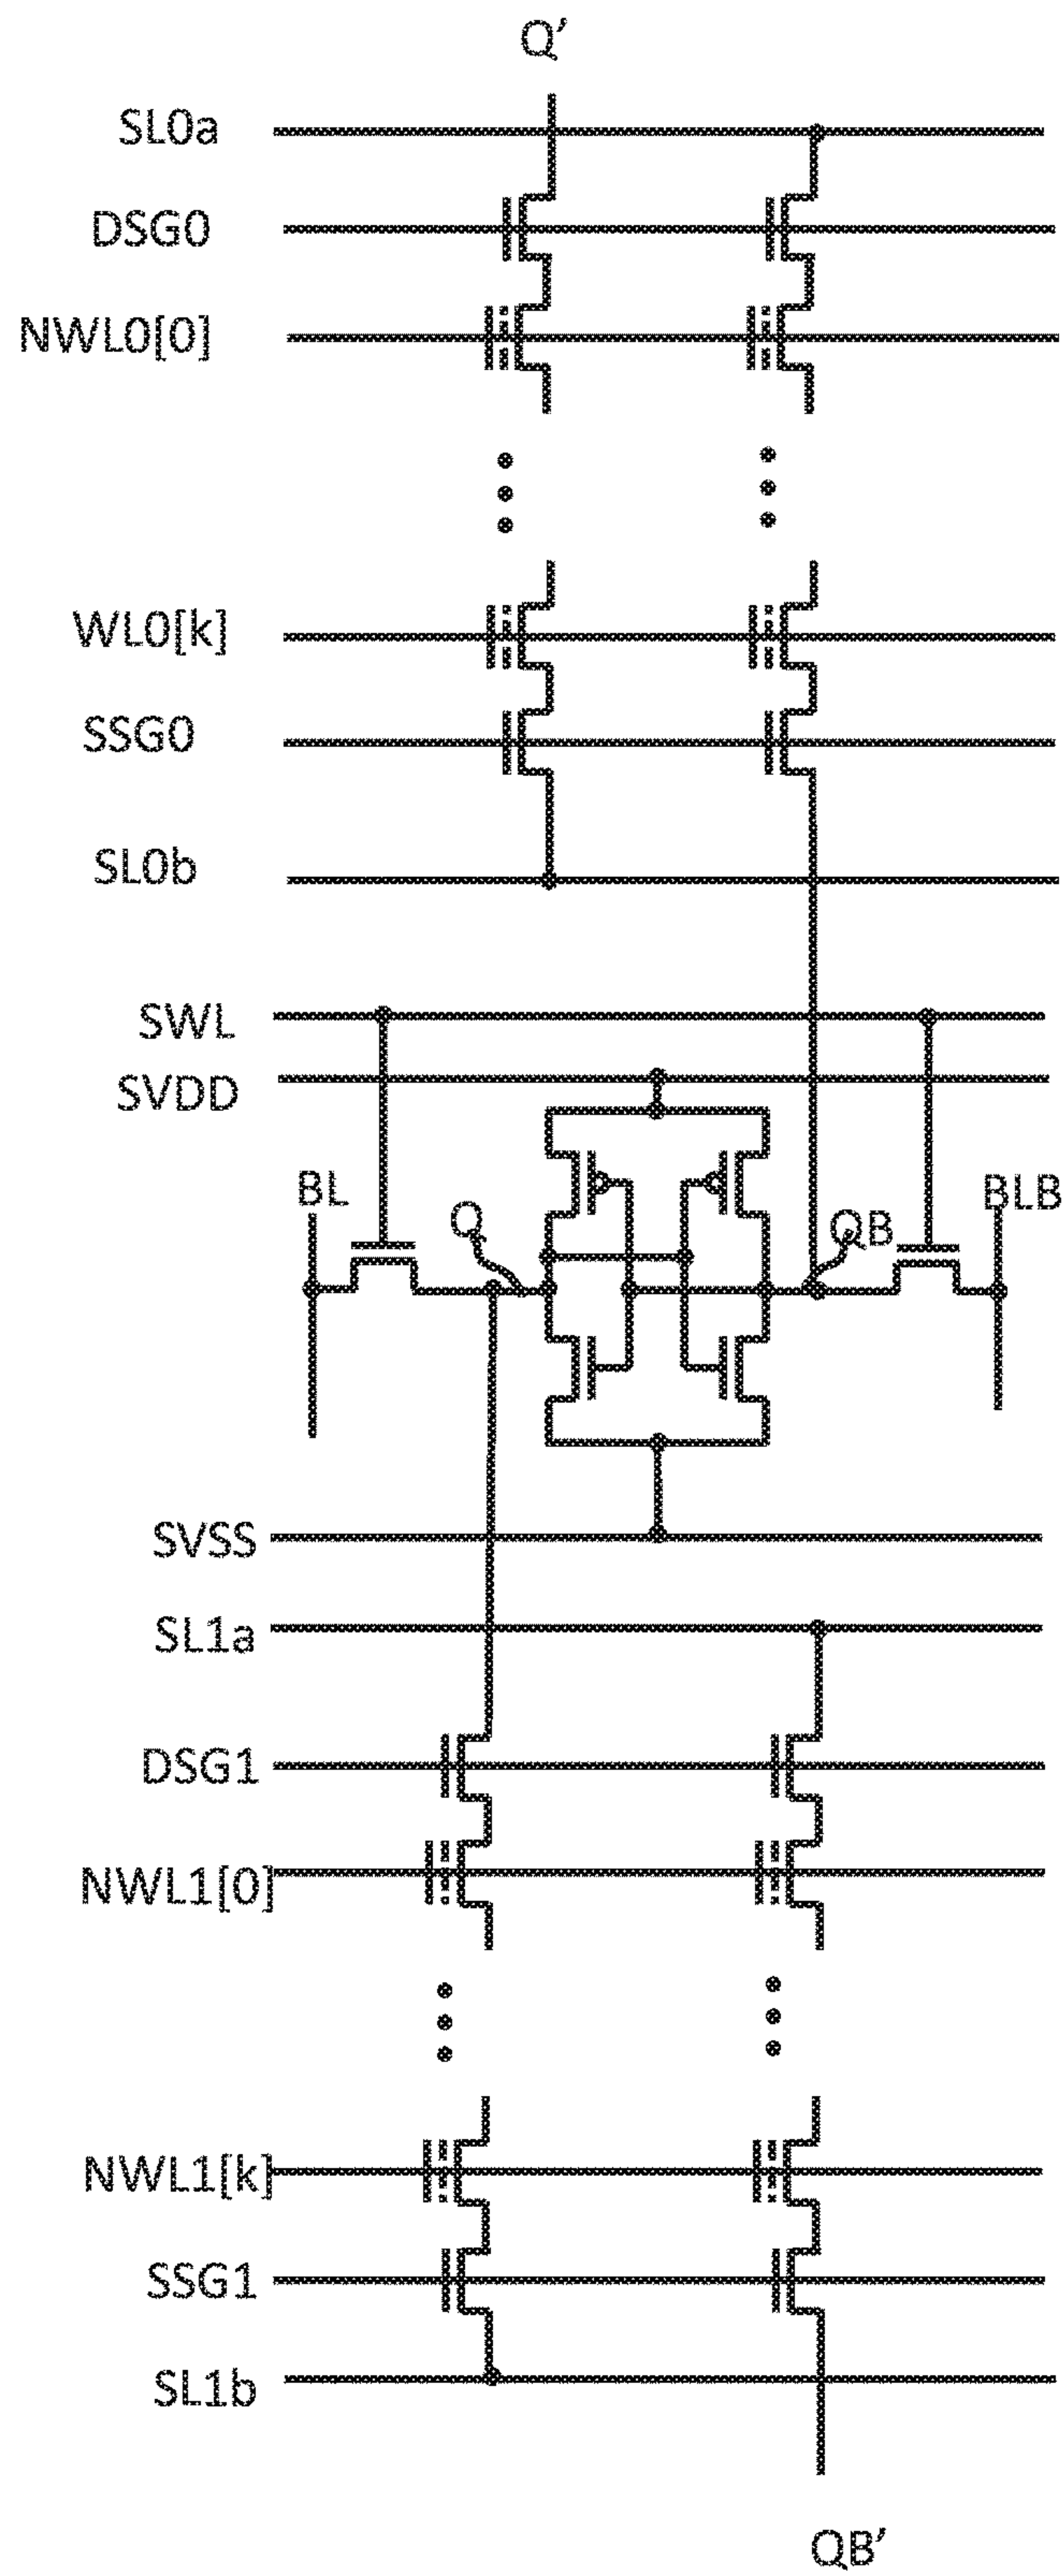 Q'
SL0a
DSG0
NWL0[0]
WL0[k]
SSG0
SL0b
SWL
SVDD
BL
Q
QB
BLB
SVSS
SL1a
DSG1
NWL1[0]
NWL1[k]
SSG1
SL1b
QB'